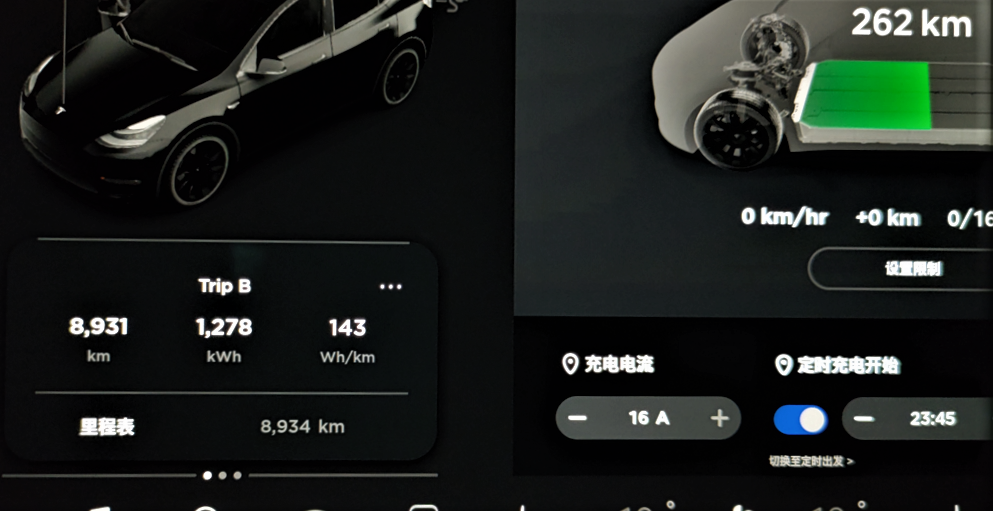 262 km
0 km/hr +0 km 0/16
设置限制
Trip B
8,931 1,278 143
km kWh Wh/km
里程表 8,934 km
充电电流 定时充电开始
16 A 23:45
切换至定时出发 >